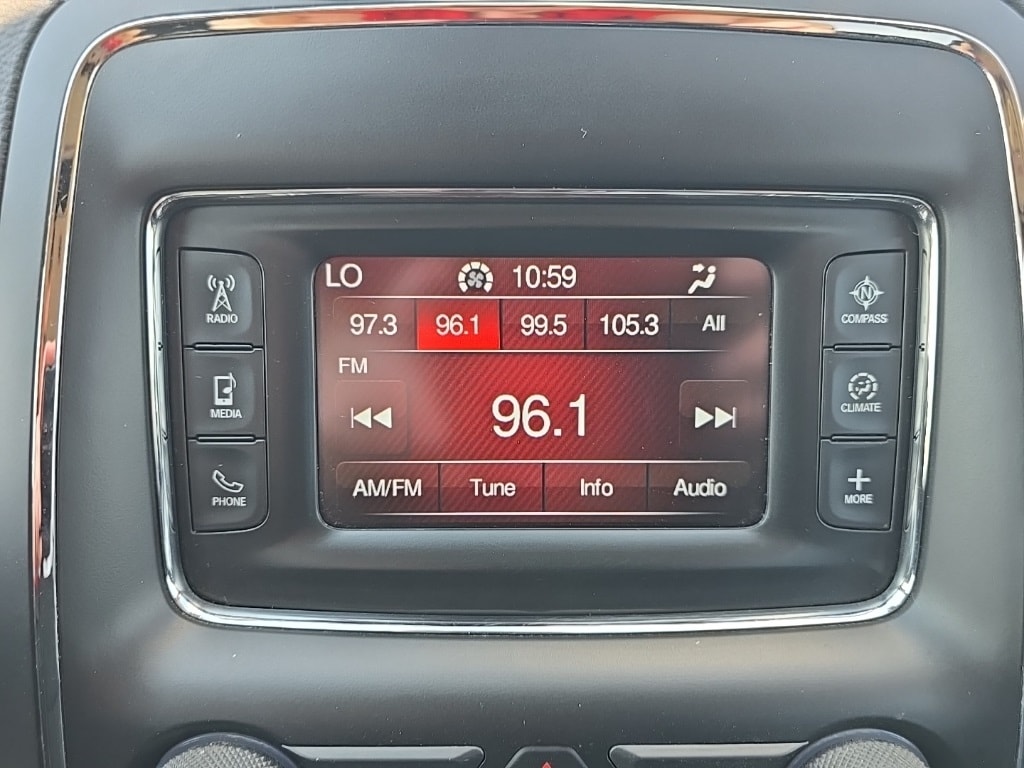 LO 10:59
97.3 96.1 99.5 105.3 All
FM
96.1
AM/FM Tune Info Audio
RADIO
MEDIA
PHONE
N
COMPASS
CLIMATE
MORE